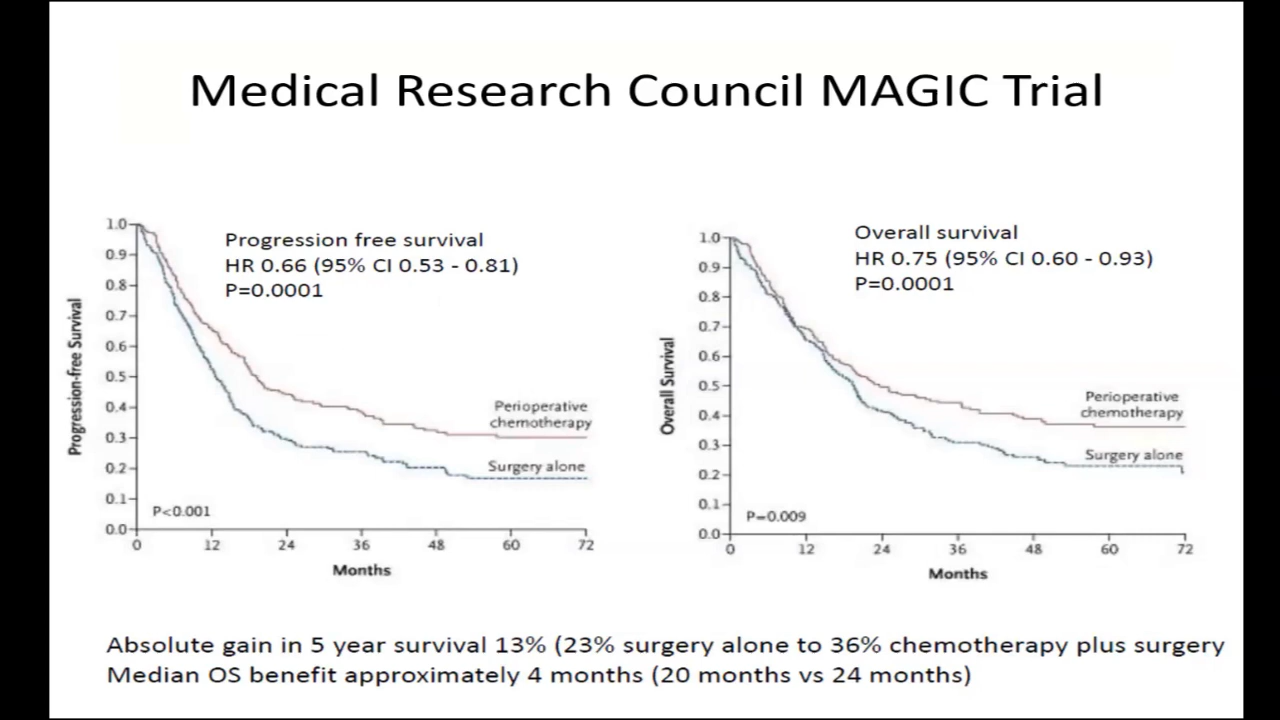 Medical Research Council MAGIC Trial
Progression free survival
HR 0.66 (95% CI 0.53 - 0.81)
P=0.0001
Progression-free Survival
1.0
0.9
0.8
0.7
0.6
0.5
0.4
0.3
0.2
0.1
0.0
Perioperative
chemotherapy
Surgery alone
P<0.001
0 12 24 36 48 60 72
Months
Overall survival
HR 0.75 (95% CI 0.60 - 0.93)
P=0.0001
Overall Survival
1.0
0.9
0.8
0.7
0.6
0.5
0.4
0.3
0.2
0.1
0.0
Perioperative
chemotherapy
Surgery alone
P=0.009
0 12 24 36 48 60 72
Months
Absolute gain in 5 year survival 13% (23% surgery alone to 36% chemotherapy plus surgery
Median OS benefit approximately 4 months (20 months vs 24 months)